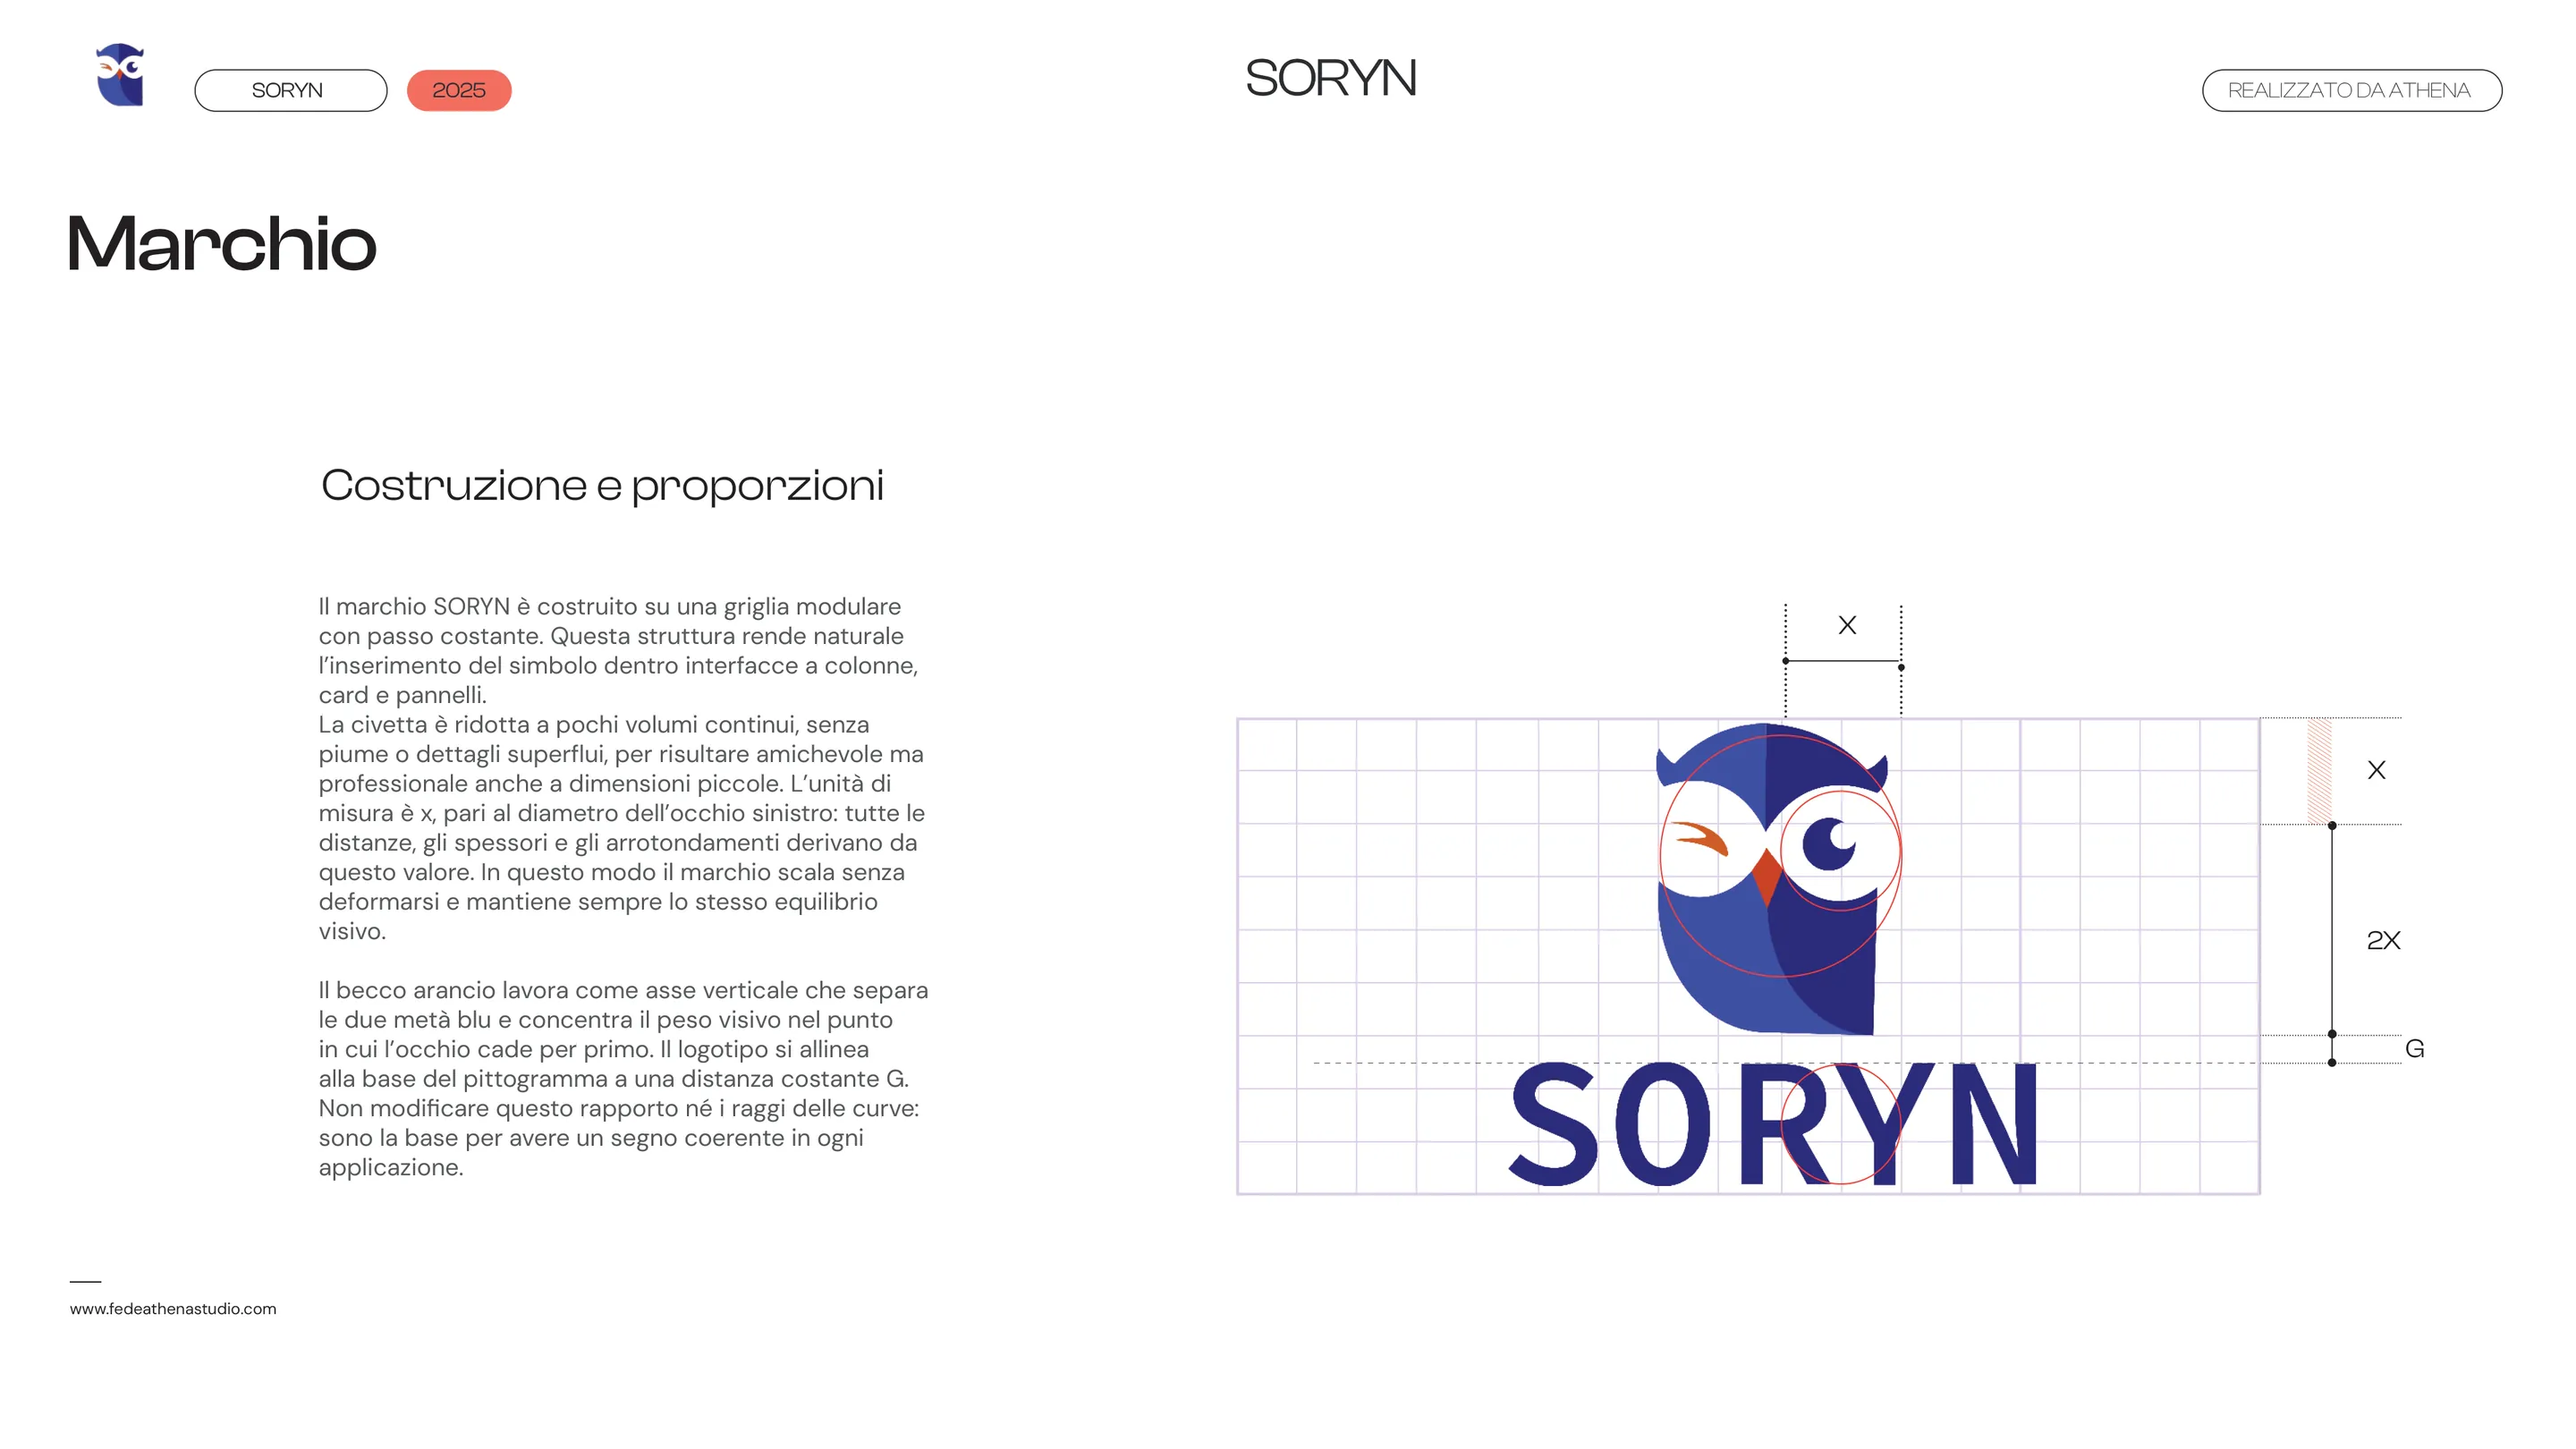 SORYN
2025
SORYN
REALIZZATO DA ATHENA
Marchio
Costruzione e proporzioni
Il marchio SORYN è costruito su una griglia modulare
con passo costante. Questa struttura rende naturale
l’inserimento del simbolo dentro interfacce a colonne,
card e pannelli.
La civetta è ridotta a pochi volumi continui, senza
piume o dettagli superflui, per risultare amichevole ma
professionale anche a dimensioni piccole. L’unità di
misura è x, pari al diametro dell’occhio sinistro: tutte le
distanze, gli spessori e gli arrotondamenti derivano da
questo valore. In questo modo il marchio scala senza
deformarsi e mantiene sempre lo stesso equilibrio
visivo.
Il becco arancio lavora come asse verticale che separa
le due metà blu e concentra il peso visivo nel punto
in cui l’occhio cade per primo. Il logotipo si allinea
alla base del pittogramma a una distanza costante G.
Non modificare questo rapporto né i raggi delle curve:
sono la base per avere un segno coerente in ogni
applicazione.
X
X
2X
G
SORYN
www.fedeathenastudio.com